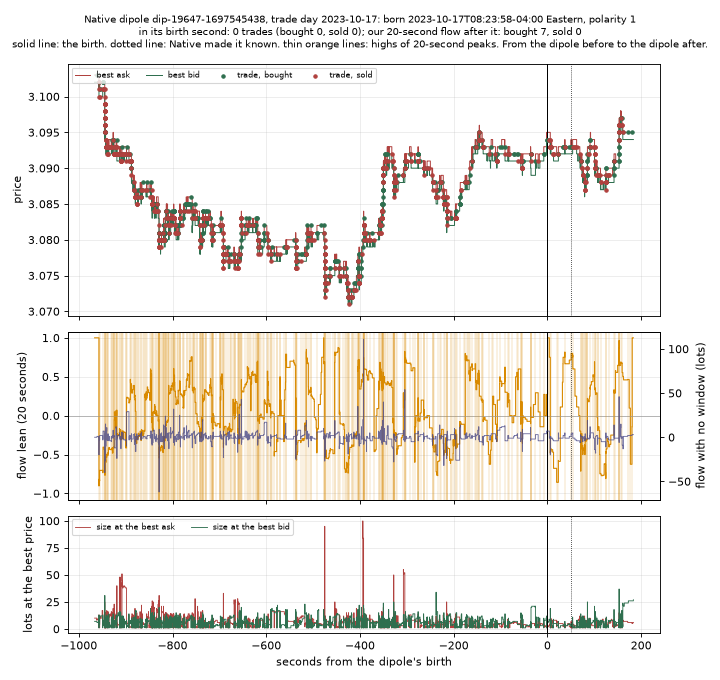 Native dipole dip-19647-1697545438, trade day 2023-10-17: born 2023-10-17T08:23:58-04:00 Eastern, polarity 1
in its birth second: 0 trades (bought 0, sold 0); our 20-second flow after it: bought 7, sold 0
solid line: the birth. dotted line: Native made it known. thin orange lines: highs of 20-second peaks. From the dipole before to the dipole after.
best ask
best bid
trade, bought
trade, sold
3.100
3.095
3.090
3.085
3.080
3.075
3.070
price
1.0
0.5
0.0
−0.5
−1.0
flow lean (20 seconds)
100
50
0
−50
flow with no window (lots)
size at the best ask
size at the best bid
100
75
50
25
0
lots at the best price
−1000
−800
−600
−400
−200
0
200
seconds from the dipole's birth